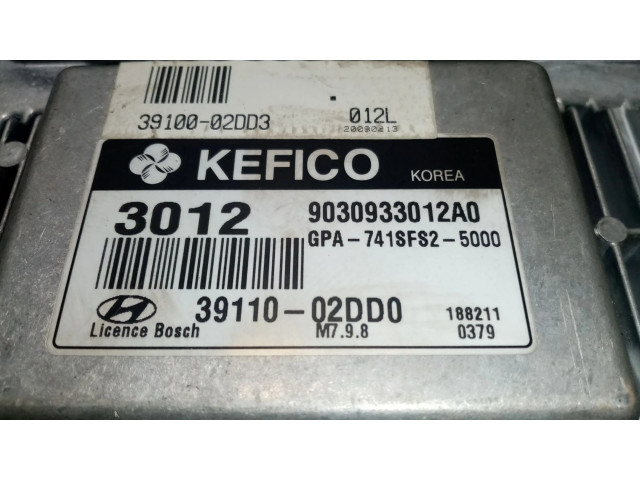 39100-02DD3 012L
20080213
KEFICO KOREA
3012 9030933012A0
GPA-741SFS2-5000
39110-02DD0 188211
Licence Bosch M7.9.8 0379